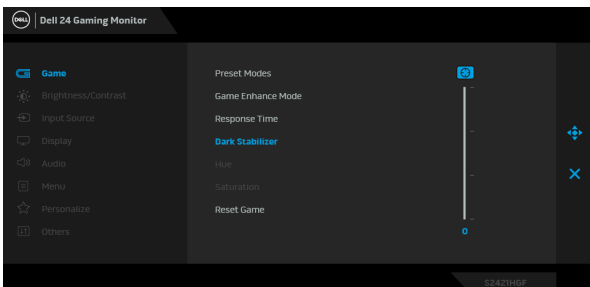 DELL Dell 24 Gaming Monitor
Game
Brightness/Contrast
Input Source
Display
Audio
Menu
Personalize
Others
Preset Modes
Game Enhance Mode
Response Time
Dark Stabilizer
Hue
Saturation
Reset Game
0
S2421HGF